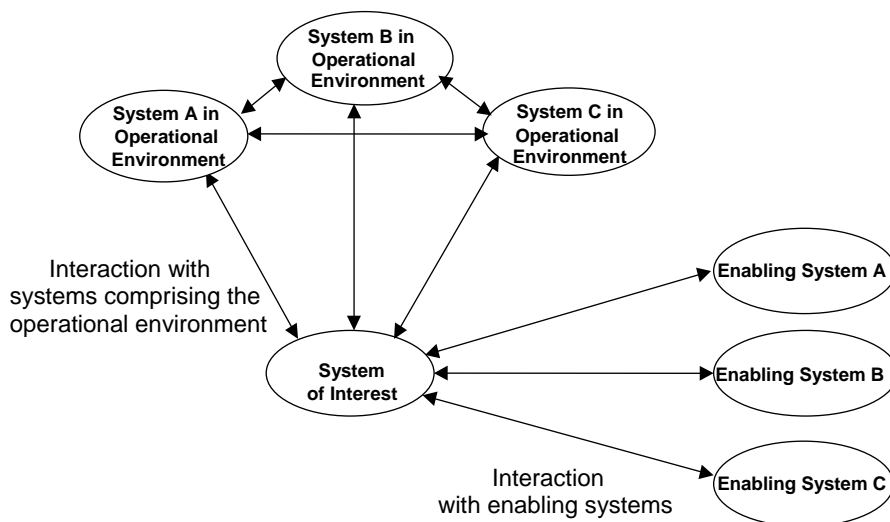 System B in
Operational
Environment
System A in
Operational
Environment
System C in
Operational
Environment
Interaction with
systems comprising the
operational environment
Enabling System A
System
of Interest
Enabling System B
Interaction
with enabling systems
Enabling System C